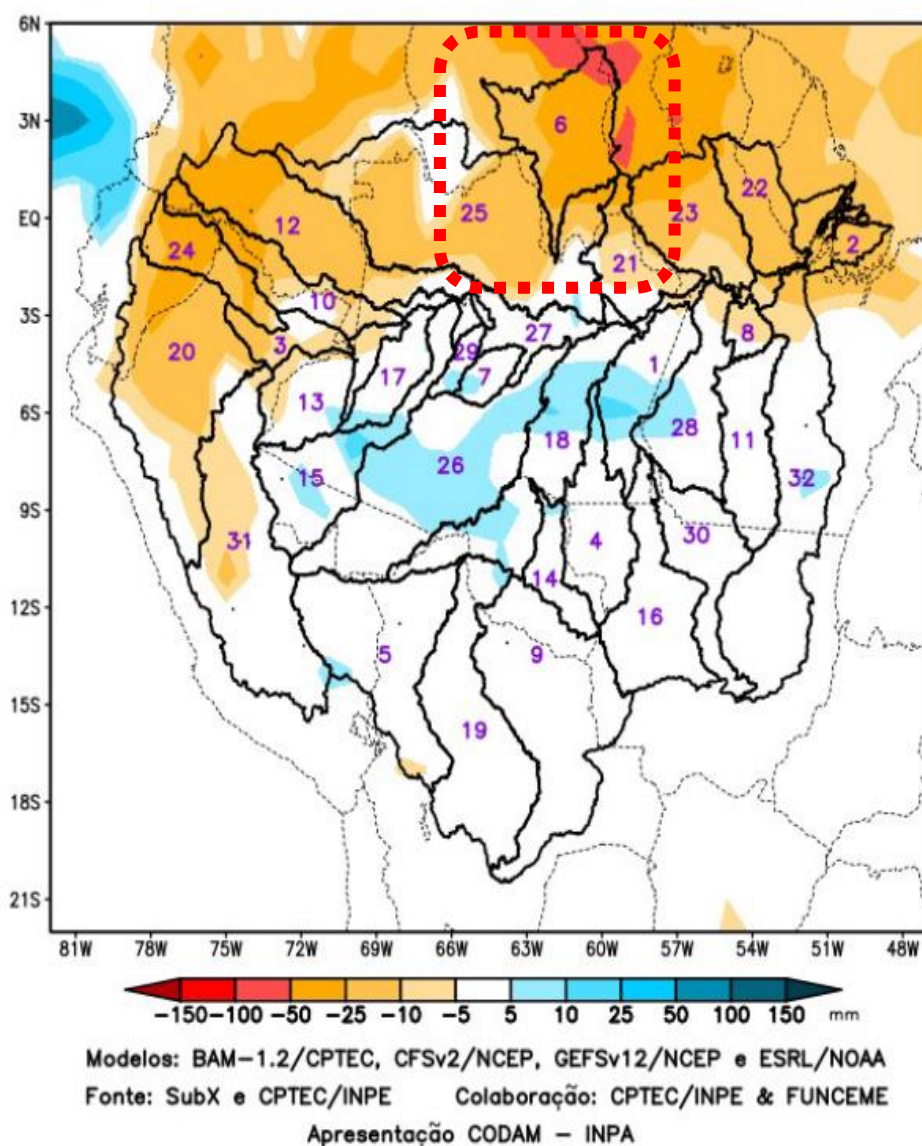 6N
3N
EQ
3S
6S
9S
12S
15S
18S
21S
6
25
12
22
23
24
2
21
10
27
8
3
20
29
1
17
7
13
28
18
11
26
15
32
31
4
30
14
16
5
9
19
81W 78W 75W 72W 69W 66W 63W 60W 57W 54W 51W 48W
-150 -100 -50 -25 -10 -5 5 10 25 50 100 150 mm
Modelos: BAM-1.2/CPTEC, CFSv2/NCEP, GEFSv12/NCEP e ESRL/NOAA
Fonte: SubX e CPTEC/INPE Colaboração: CPTEC/INPE & FUNCEME
Apresentação CODAM - INPA